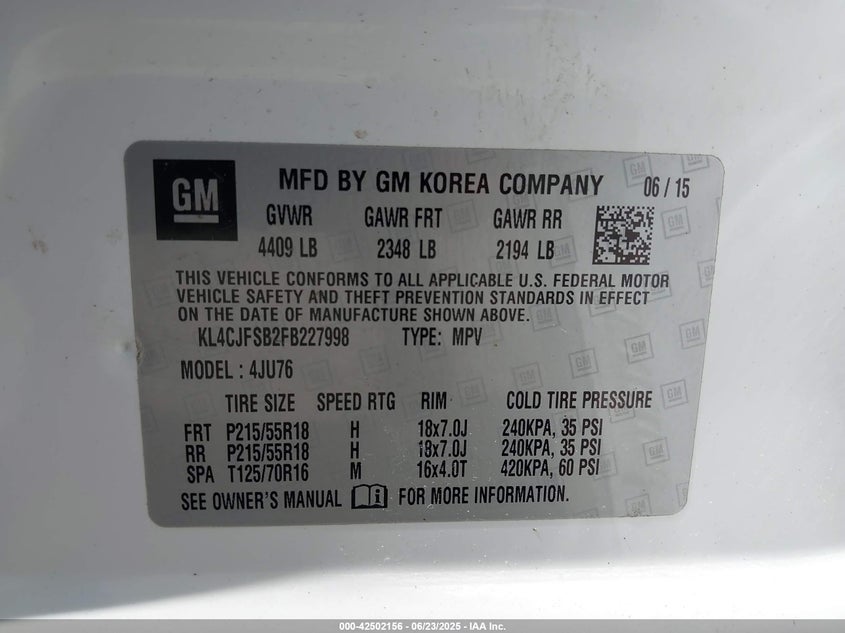 GM MFD BY GM KOREA COMPANY 06 / 15
GVWR GAWR FRT GAWR RR
4409 LB 2348 LB 2194 LB
THIS VEHICLE CONFORMS TO ALL APPLICABLE U.S. FEDERAL MOTOR
VEHICLE SAFETY AND THEFT PREVENTION STANDARDS IN EFFECT
ON THE DATE OF MANUFACTURE SHOWN ABOVE.
KL4CJFSB2FB227998 TYPE: MPV
MODEL : 4JU76
TIRE SIZE SPEED RTG RIM COLD TIRE PRESSURE
FRT P215/55R18 H 18x7.0J 240KPA, 35 PSI
RR P215/55R18 H 18x7.0J 240KPA, 35 PSI
SPA T125/70R16 M 16x4.0T 420KPA, 60 PSI
SEE OWNER'S MANUAL FOR MORE INFORMATION.
000-42502156 - 06/23/2025 - IAA Inc.